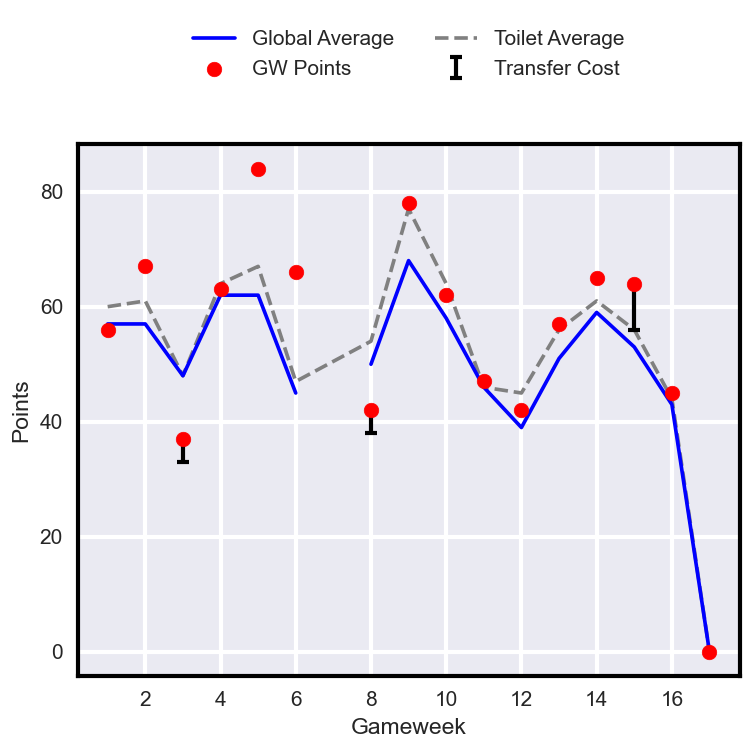 Global Average
GW Points
Toilet Average
Transfer Cost
Points
80
60
40
20
0
2 4 6 8 10 12 14 16
Gameweek